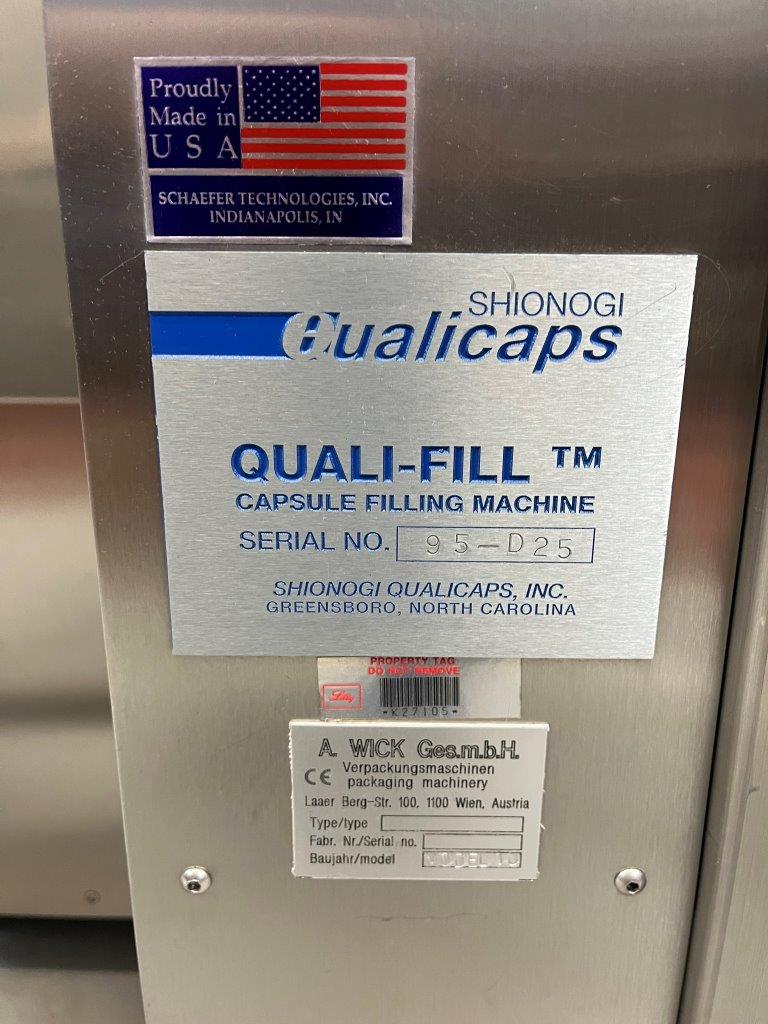 Proudly
Made in
USA
SCHAEFER TECHNOLOGIES, INC.
INDIANAPOLIS, IN
SHIONOGI
Qualicaps
QUALI-FILL ™
CAPSULE FILLING MACHINE
SERIAL NO. 95-D25
SHIONOGI QUALICAPS, INC.
GREENSBORO, NORTH CAROLINA
PROPERTY TAG
DO NOT REMOVE
Lilly
*K27105*
A. WICK Ges.m.b.H.
CE Verpackungsmaschinen
packaging machinery
Laaer Berg-Str. 100, 1100 Wien, Austria
Type/type
Fabr. Nr./Serial no.
Baujahr/model MODEL